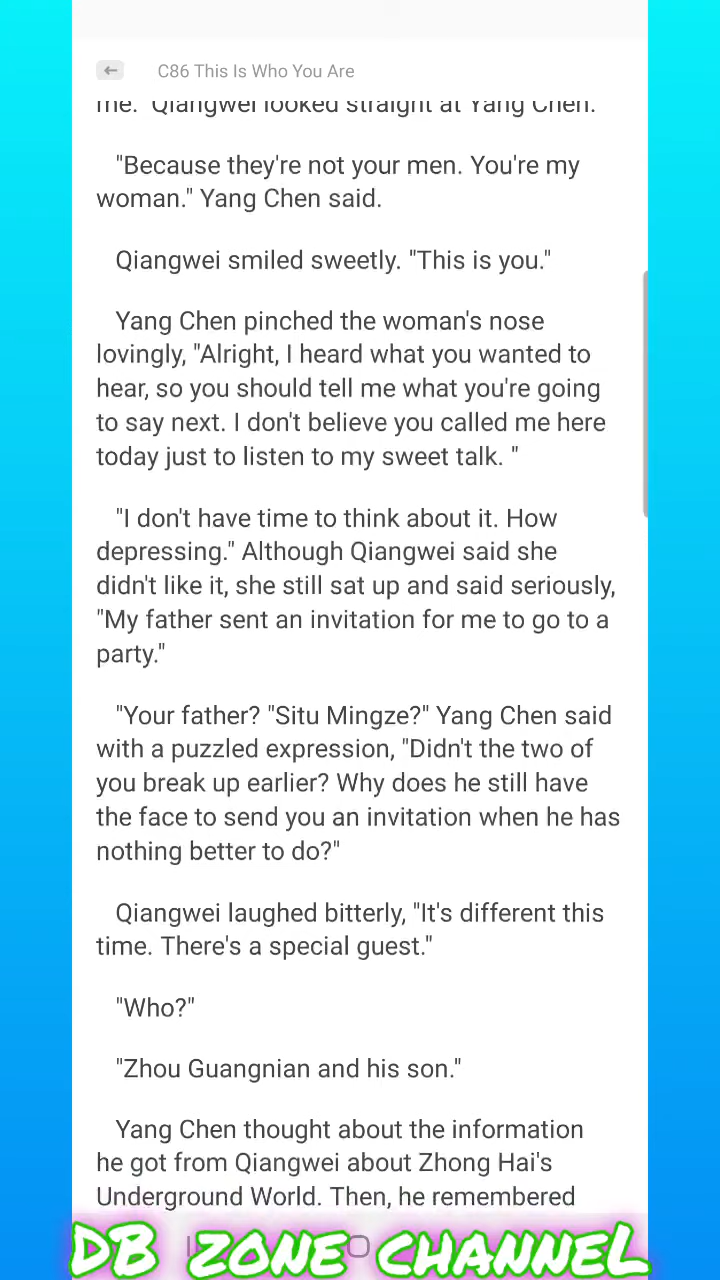 C86 This Is Who You Are
me." Qiangwei looked straight at Yang Chen.
"Because they're not your men. You're my
woman." Yang Chen said.
Qiangwei smiled sweetly. "This is you."
Yang Chen pinched the woman's nose
lovingly, "Alright, I heard what you wanted to
hear, so you should tell me what you're going
to say next. I don't believe you called me here
today just to listen to my sweet talk. "
"I don't have time to think about it. How
depressing." Although Qiangwei said she
didn't like it, she still sat up and said seriously,
"My father sent an invitation for me to go to a
party."
"Your father? "Situ Mingze?" Yang Chen said
with a puzzled expression, "Didn't the two of
you break up earlier? Why does he still have
the face to send you an invitation when he has
nothing better to do?"
Qiangwei laughed bitterly, "It's different this
time. There's a special guest."
"Who?"
"Zhou Guangnian and his son."
Yang Chen thought about the information
he got from Qiangwei about Zhong Hai's
Underground World. Then, he remembered
DB ZONE CHANNEL